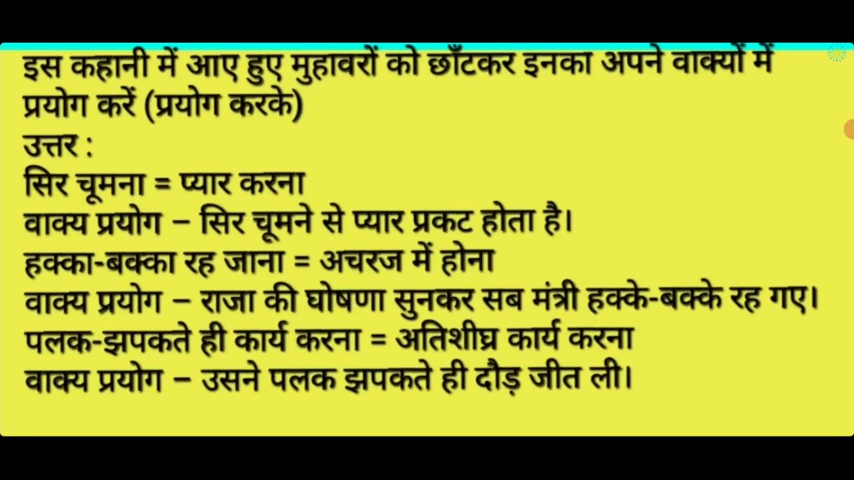 इस कहानी में आए हुए मुहावरों को छाँटकर इनका अपने वाक्यों में
प्रयोग करें (प्रयोग करके)
उत्तर :
सिर चूमना = प्यार करना
वाक्य प्रयोग – सिर चूमने से प्यार प्रकट होता है।
हक्का-बक्का रह जाना = अचरज में होना
वाक्य प्रयोग – राजा की घोषणा सुनकर सब मंत्री हक्के-बक्के रह गए।
पलक-झपकते ही कार्य करना = अतिशीघ्र कार्य करना
वाक्य प्रयोग – उसने पलक झपकते ही दौड़ जीत ली।